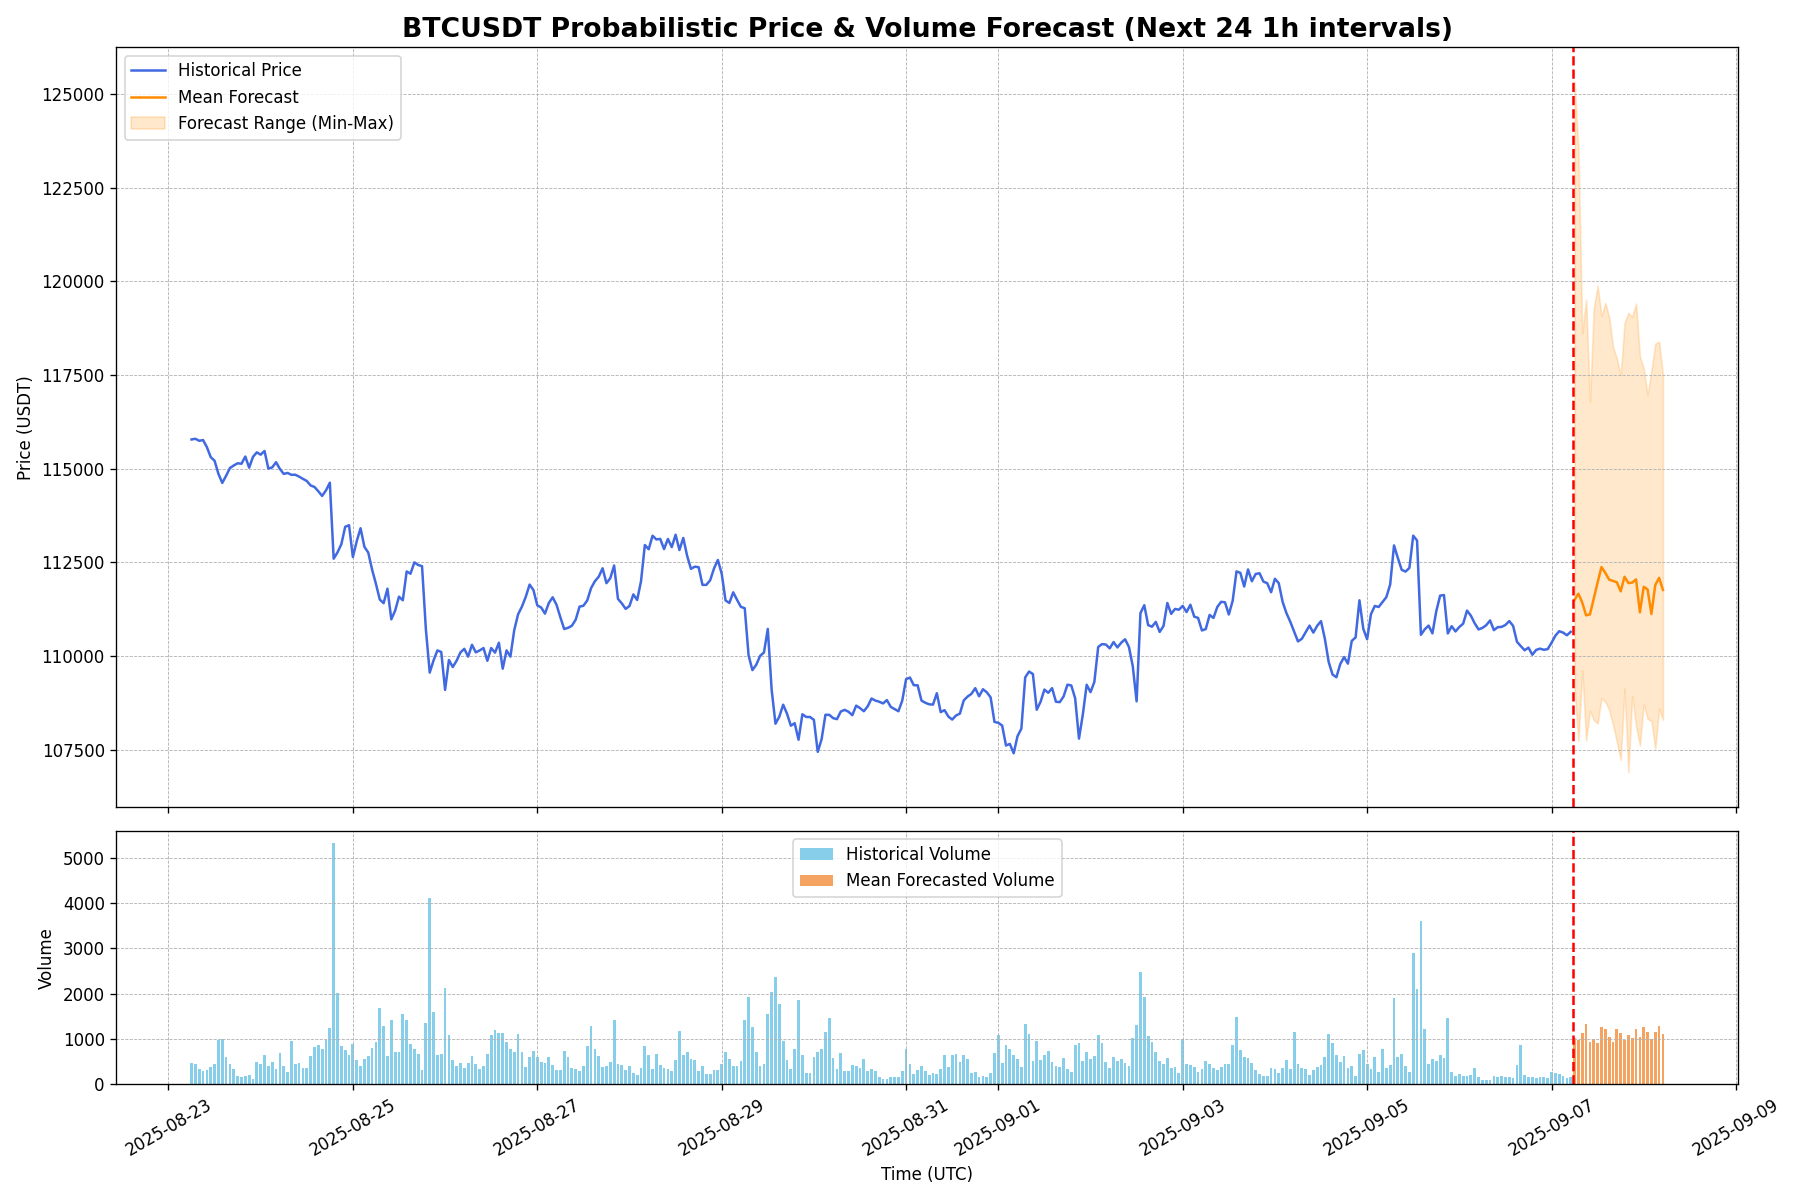 BTCUSDT Probabilistic Price & Volume Forecast (Next 24 1h intervals)
Historical Price
Mean Forecast
Forecast Range (Min-Max)
125000
122500
120000
117500
115000
112500
110000
107500
Price (USDT)
Historical Volume
Mean Forecasted Volume
5000
4000
3000
2000
1000
0
Volume
2025-08-23
2025-08-25
2025-08-27
2025-08-29
2025-08-31
2025-09-01
2025-09-03
2025-09-05
2025-09-07
2025-09-09
Time (UTC)